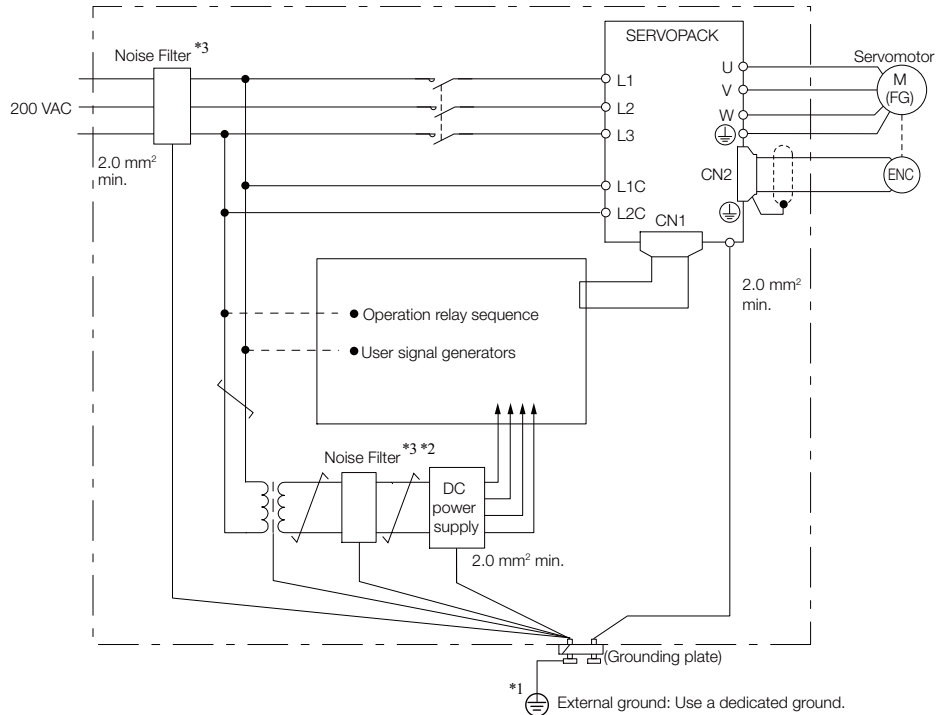 SERVOPACK
Noise Filter *3
200 VAC
2.0 mm²
min.
L1
L2
L3
L1C
L2C
U
V
W
CN2
CN1
Servomotor
M
(FG)
ENC
2.0 mm²
min.
Operation relay sequence
User signal generators
Noise Filter *3 *2
DC
power
supply
2.0 mm² min.
(Grounding plate)
*1
External ground: Use a dedicated ground.